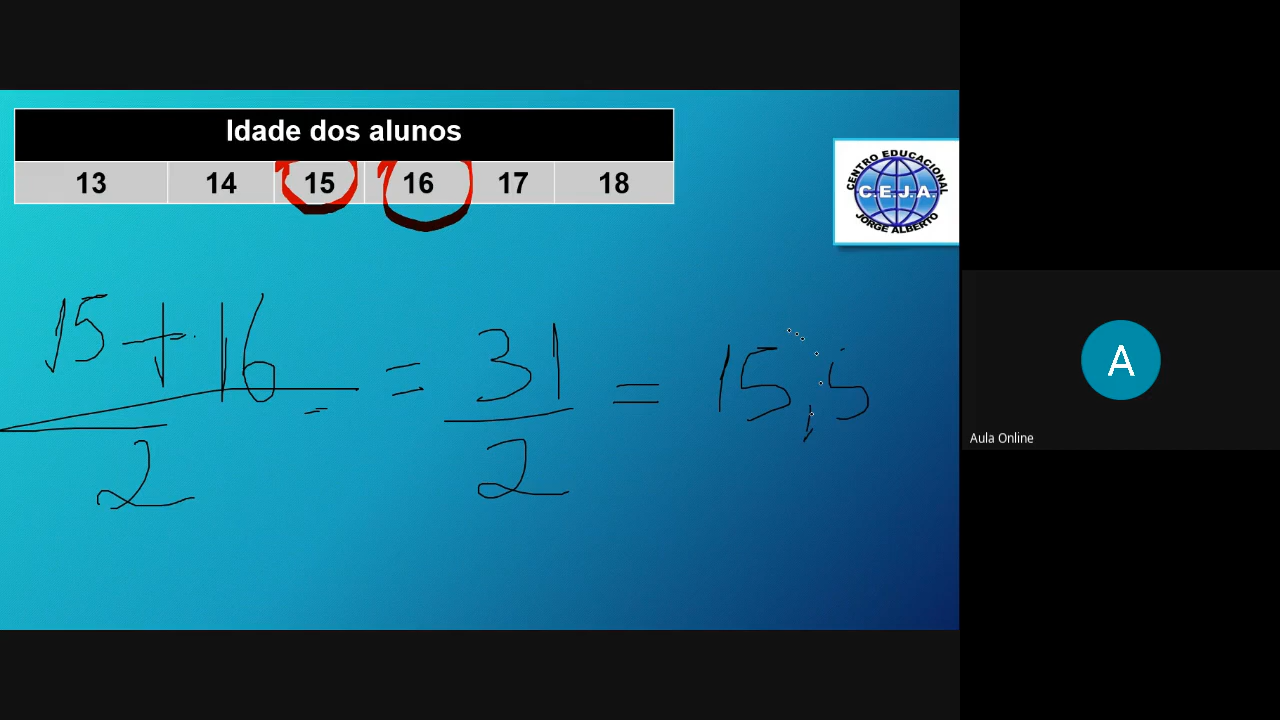 Idade dos alunos
13 14 15 16 17 18
CENTRO EDUCACIONAL
C.E.J.A.
JORGE ALBERTO
15 + 16 = 31 = 15,5
2 2
A
Aula Online